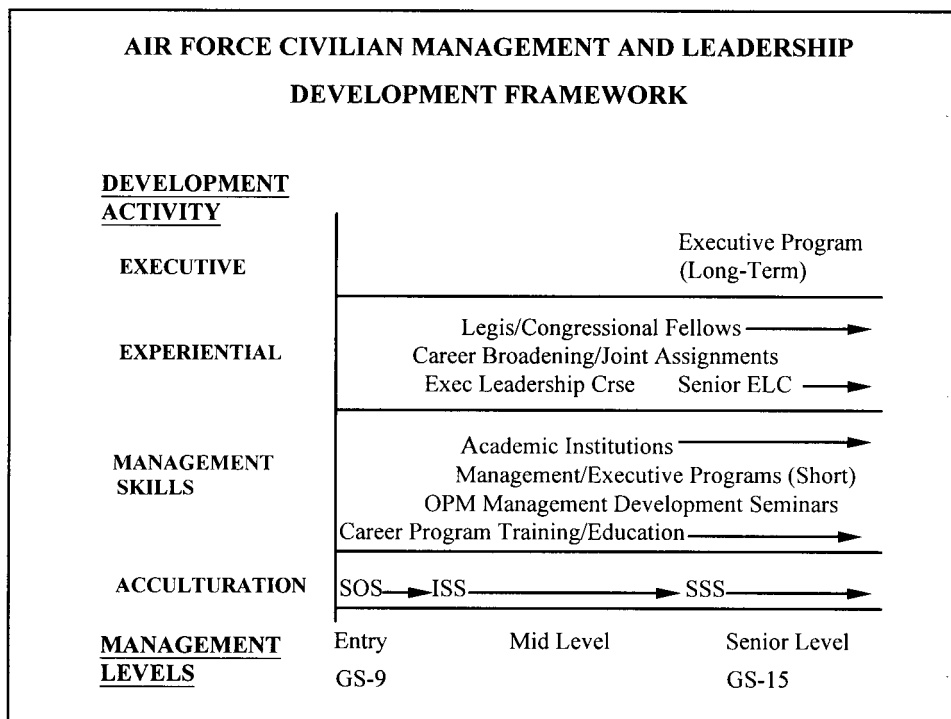 AIR FORCE CIVILIAN MANAGEMENT AND LEADERSHIP
DEVELOPMENT FRAMEWORK
DEVELOPMENT
ACTIVITY
EXECUTIVE
Executive Program
(Long-Term)
EXPERIENTIAL
Legis/Congressional Fellows
Career Broadening/Joint Assignments
Exec Leadership Crse Senior ELC
MANAGEMENT
SKILLS
Academic Institutions
Management/Executive Programs (Short)
OPM Management Development Seminars
Career Program Training/Education
ACCULTURATION SOS ISS SSS
MANAGEMENT
LEVELS
Entry Mid Level Senior Level
GS-9 GS-15